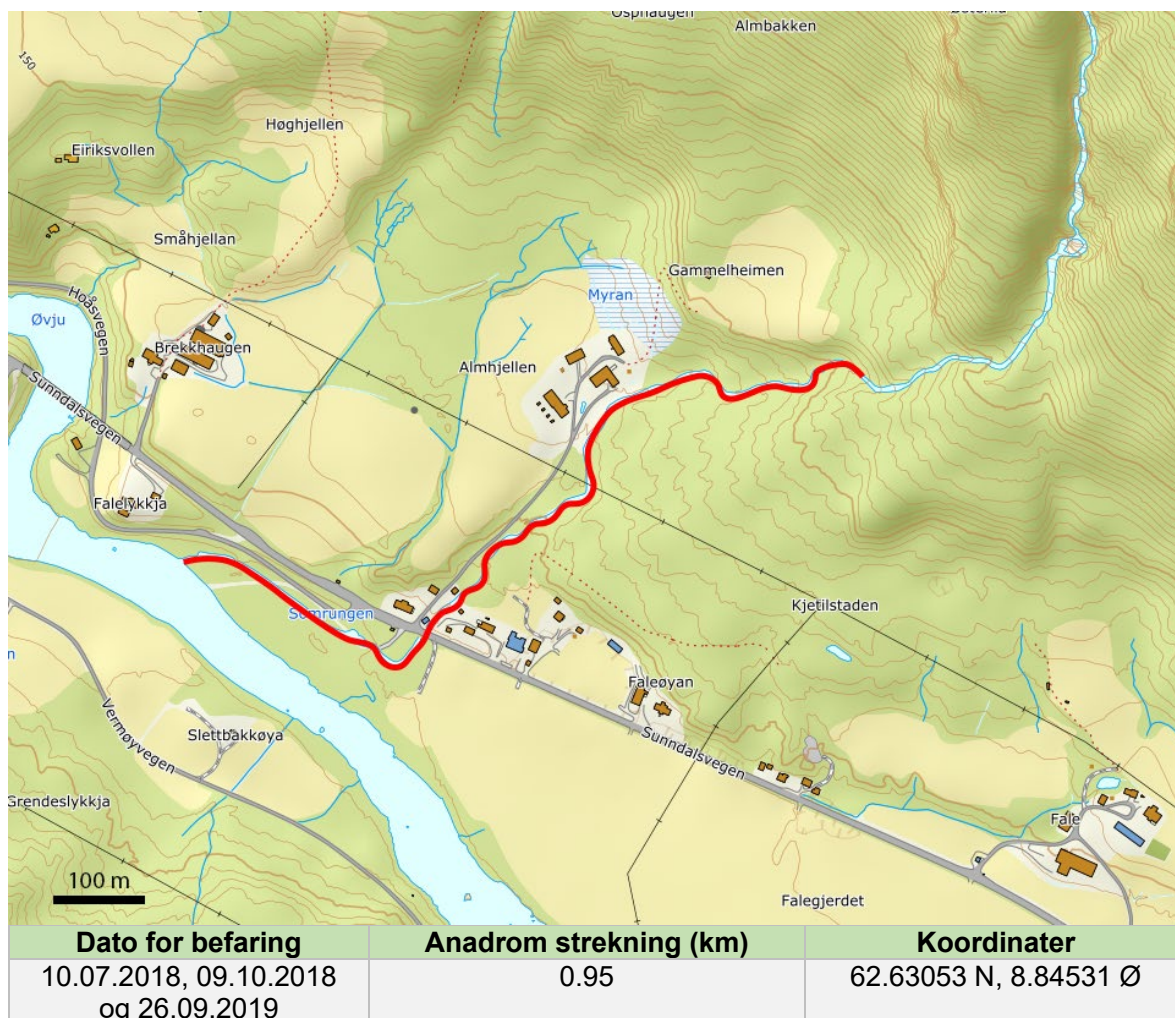 Osphaugen
Almbakken
150
Høghjellen
Eiriksvollen
Småhjellan
Gammelheimen
Myran
Hoåsvegen
Øvju
Brekkhaugen
Almhjellen
Sunndalsvegen
Falelykkja
Kjetilstaden
Somrungen
n
Faleøyan
Vermøyvegen
Slettbakkøya
Sunndalsvegen
Grendeslykkja
Fale
100 m
Falegjerdet
Dato for befaring Anadrom strekning (km) Koordinater
10.07.2018, 09.10.2018 0.95 62.63053 N, 8.84531 Ø
og 26.09.2019